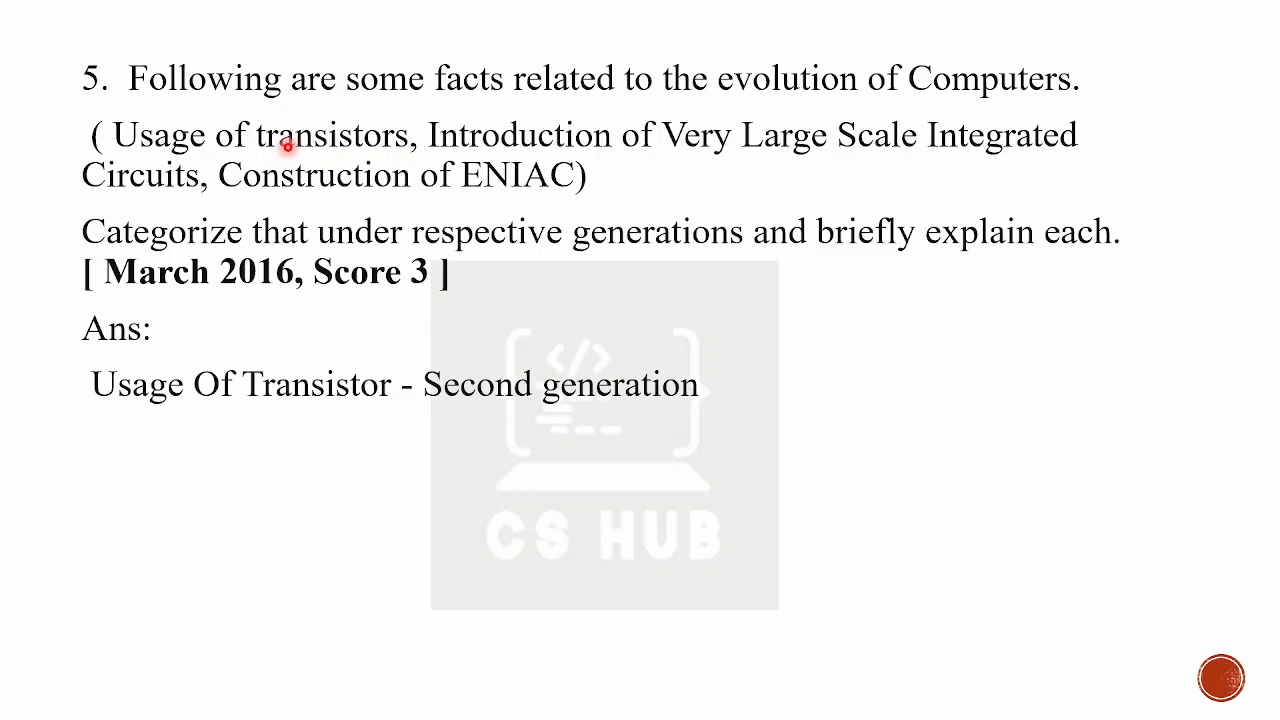 5. Following are some facts related to the evolution of Computers.
( Usage of transistors, Introduction of Very Large Scale Integrated
Circuits, Construction of ENIAC)
Categorize that under respective generations and briefly explain each.
[ March 2016, Score 3 ]
Ans:
Usage Of Transistor - Second generation
</>
CS HUB